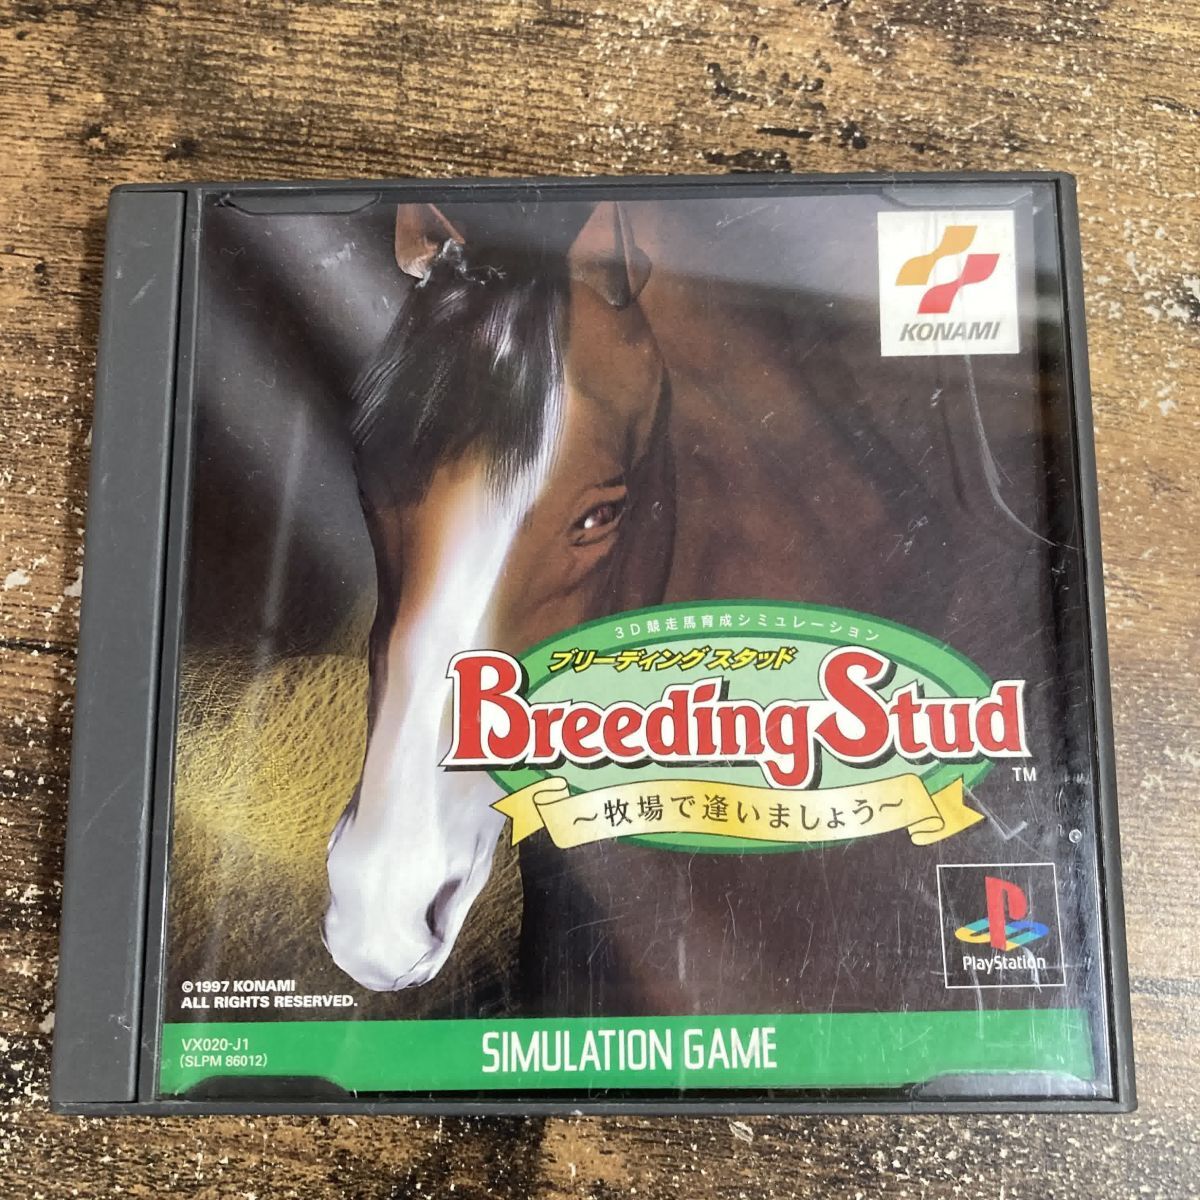 KONAMI
3D競走馬育成シミュレーション
ブリーディングスタッド
Breeding Stud
TM
～牧場で逢いましょう～
PlayStation
©1997 KONAMI
ALL RIGHTS RESERVED.
VX020-J1
(SLPM 86012)
SIMULATION GAME